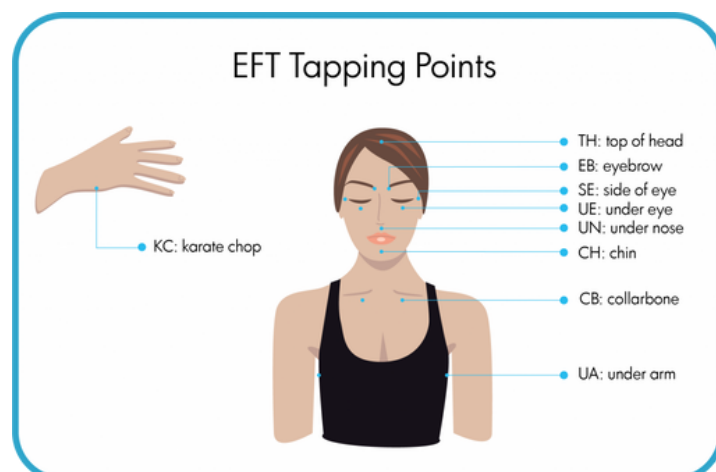 EFT Tapping Points
TH: top of head
EB: eyebrow
SE: side of eye
UE: under eye
UN: under nose
KC: karate chop
CH: chin
CB: collarbone
UA: under arm